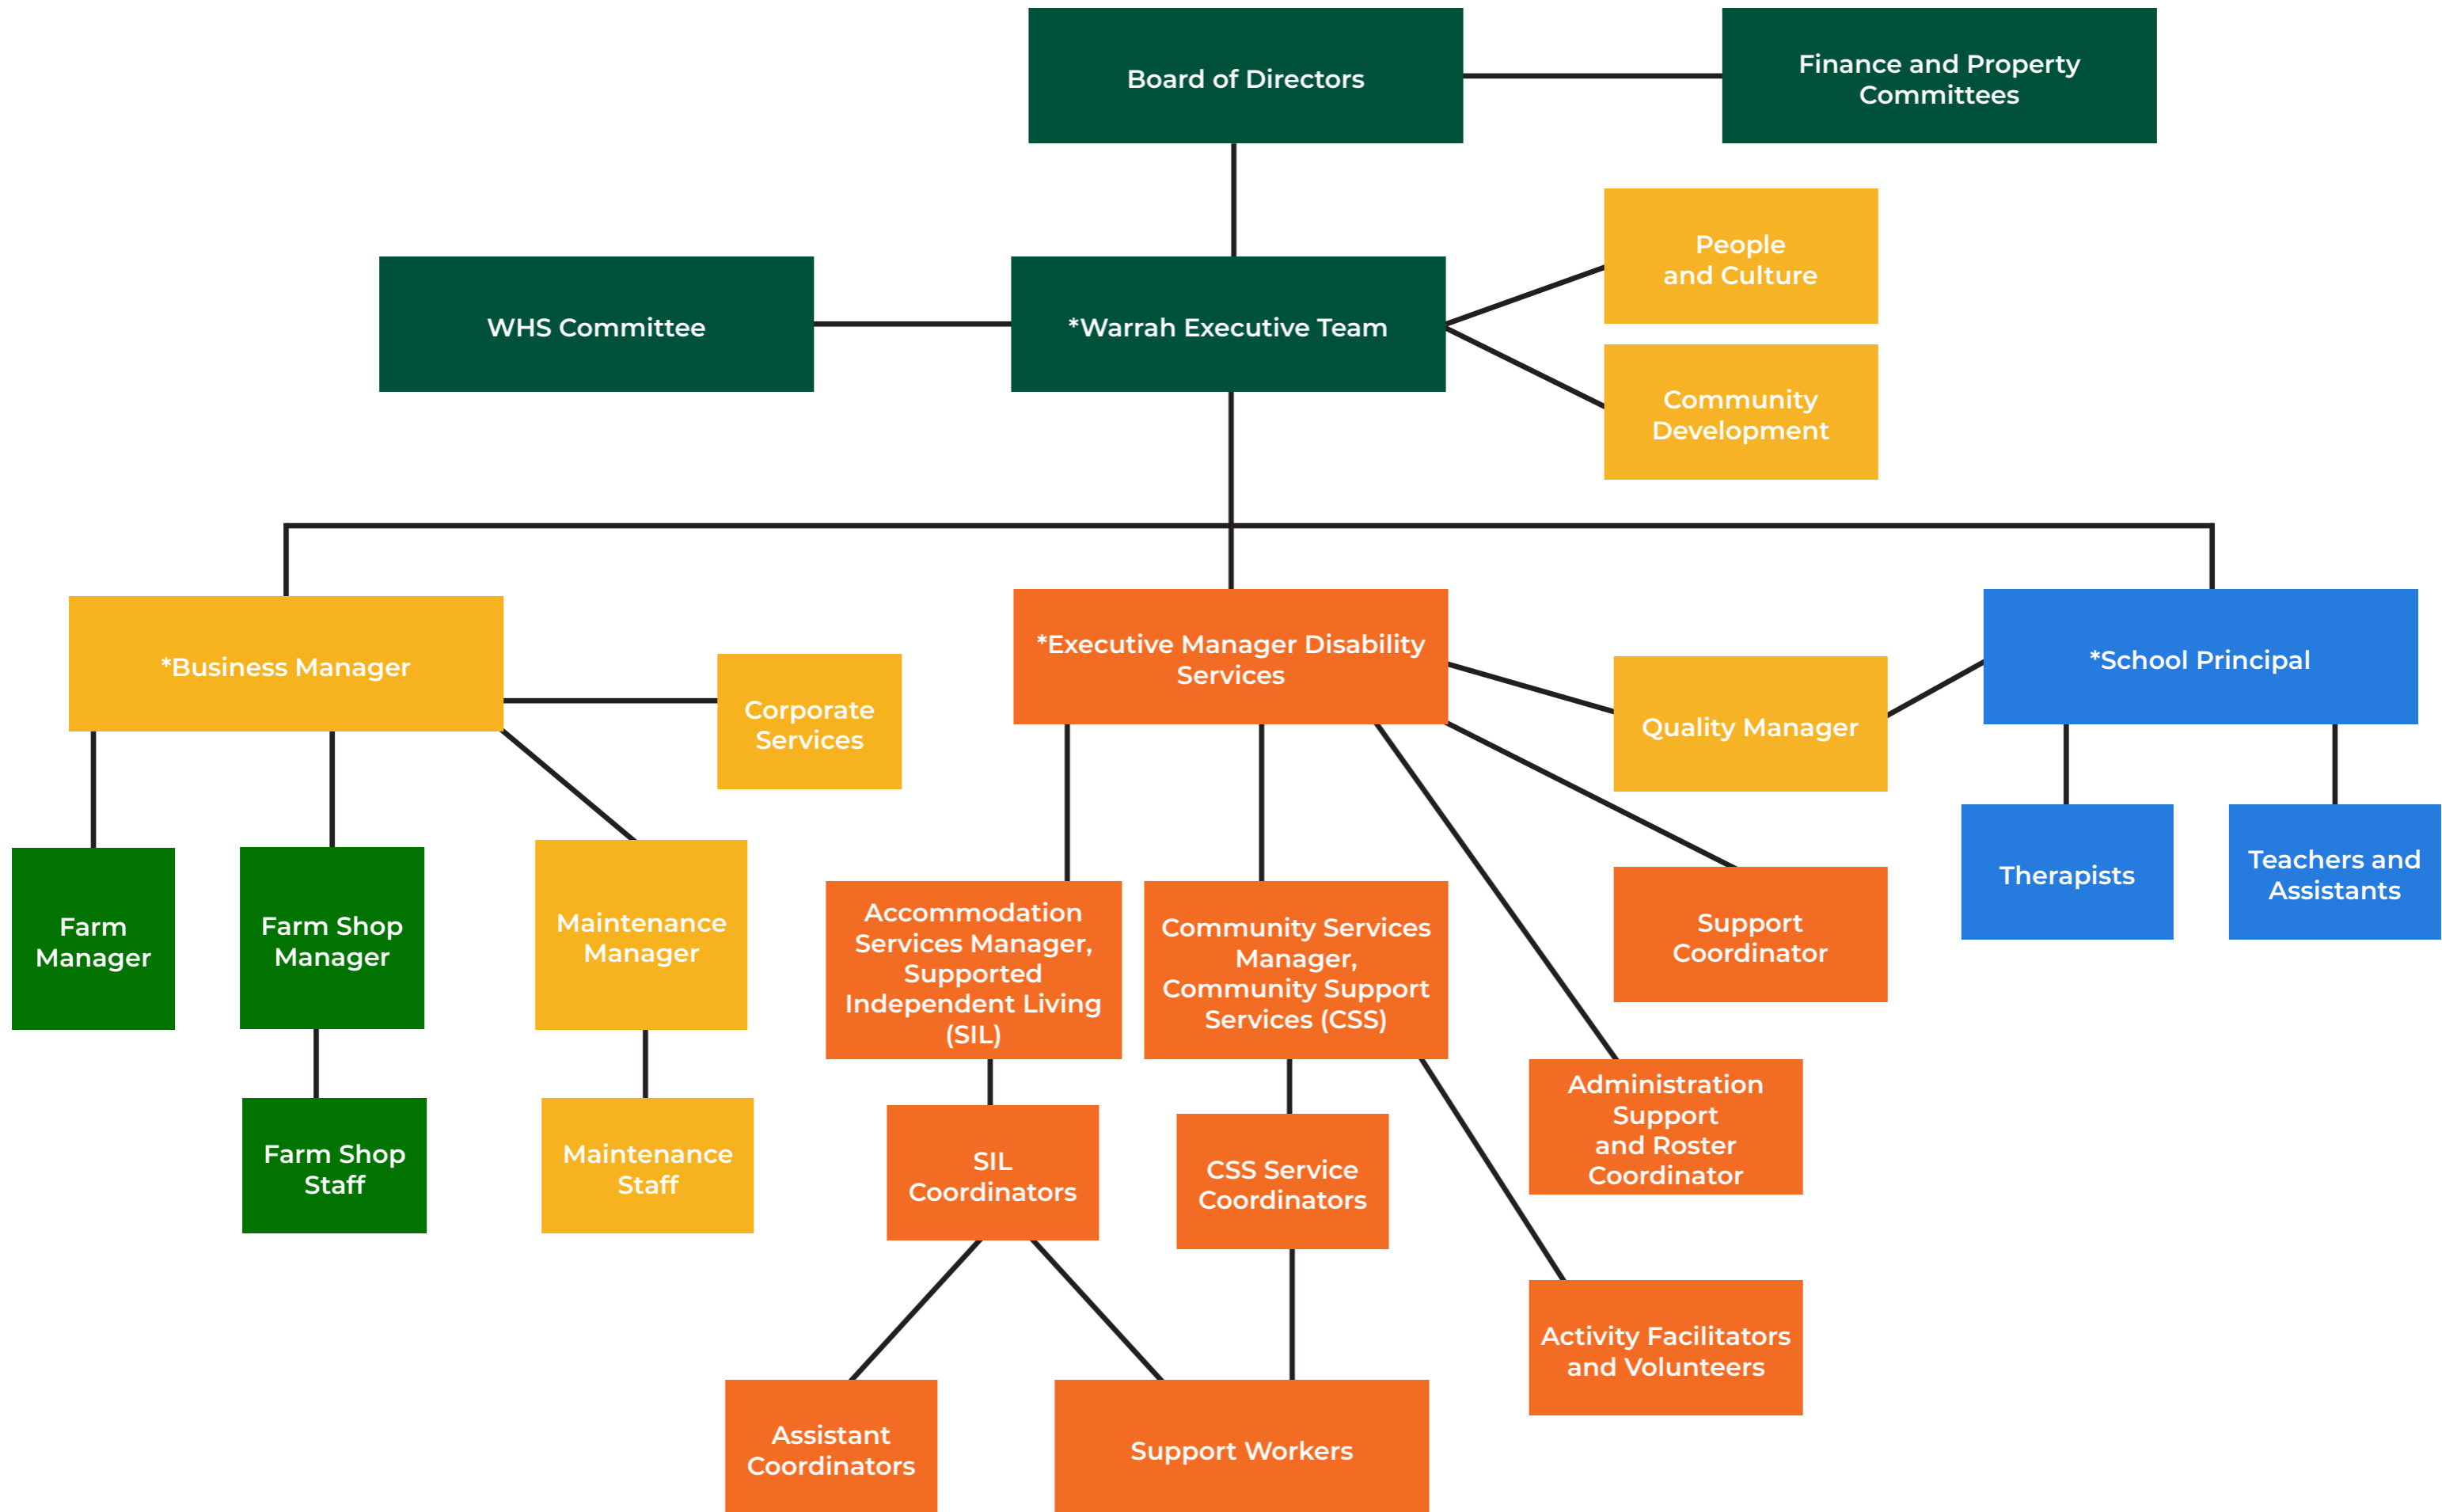 Board of Directors
Finance and Property
Committees
People
and Culture
WHS Committee
*Warrah Executive Team
Community
Development
*Business Manager
Corporate
Services
*Executive Manager Disability
Services
Quality Manager
*School Principal
Farm
Manager
Farm Shop
Manager
Maintenance
Manager
Accommodation
Services Manager,
Supported
Independent Living
(SIL)
Community Services
Manager,
Community Support
Services (CSS)
Support
Coordinator
Therapists
Teachers and
Assistants
Farm Shop
Staff
Maintenance
Staff
SIL
Coordinators
CSS Service
Coordinators
Administration
Support
and Roster
Coordinator
Activity Facilitators
and Volunteers
Assistant
Coordinators
Support Workers